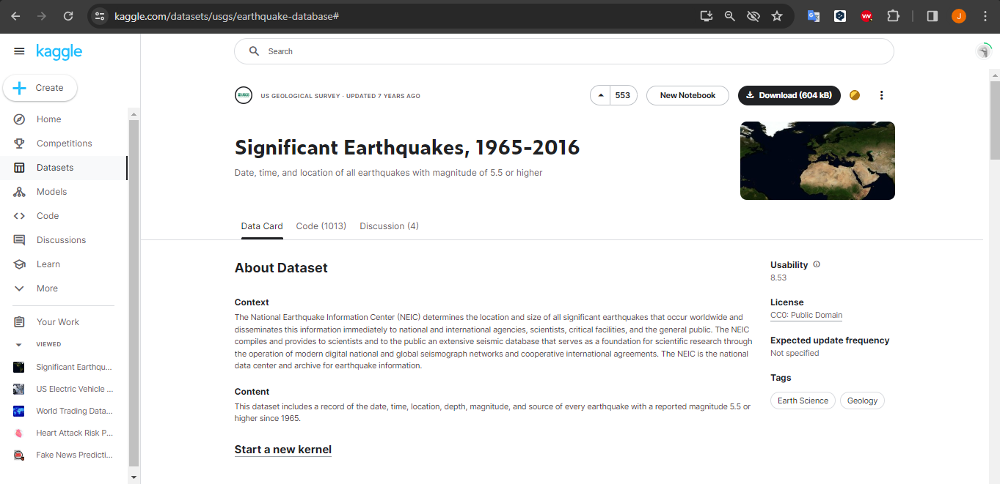 kaggle.com/datasets/usgs/earthquake-database#
J
kaggle
Search
Create
Home
Competitions
Datasets
Models
Code
Discussions
Learn
More
Your Work
VIEWED
Significant Earthqu...
US Electric Vehicle ...
World Trading Data...
Heart Attack Risk P...
Fake News Predicti...
US GEOLOGICAL SURVEY · UPDATED 7 YEARS AGO
553
New Notebook
Download (604 kB)
Significant Earthquakes, 1965-2016
Date, time, and location of all earthquakes with magnitude of 5.5 or higher
Data Card Code (1013) Discussion (4)
About Dataset
Context
The National Earthquake Information Center (NEIC) determines the location and size of all significant earthquakes that occur worldwide and
disseminates this information immediately to national and international agencies, scientists, critical facilities, and the general public. The NEIC
compiles and provides to scientists and to the public an extensive seismic database that serves as a foundation for scientific research through
the operation of modern digital national and global seismograph networks and cooperative international agreements. The NEIC is the national
data center and archive for earthquake information.
Content
This dataset includes a record of the date, time, location, depth, magnitude, and source of every earthquake with a reported magnitude 5.5 or
higher since 1965.
Start a new kernel
Usability
8.53
License
CC0: Public Domain
Expected update frequency
Not specified
Tags
Earth Science
Geology